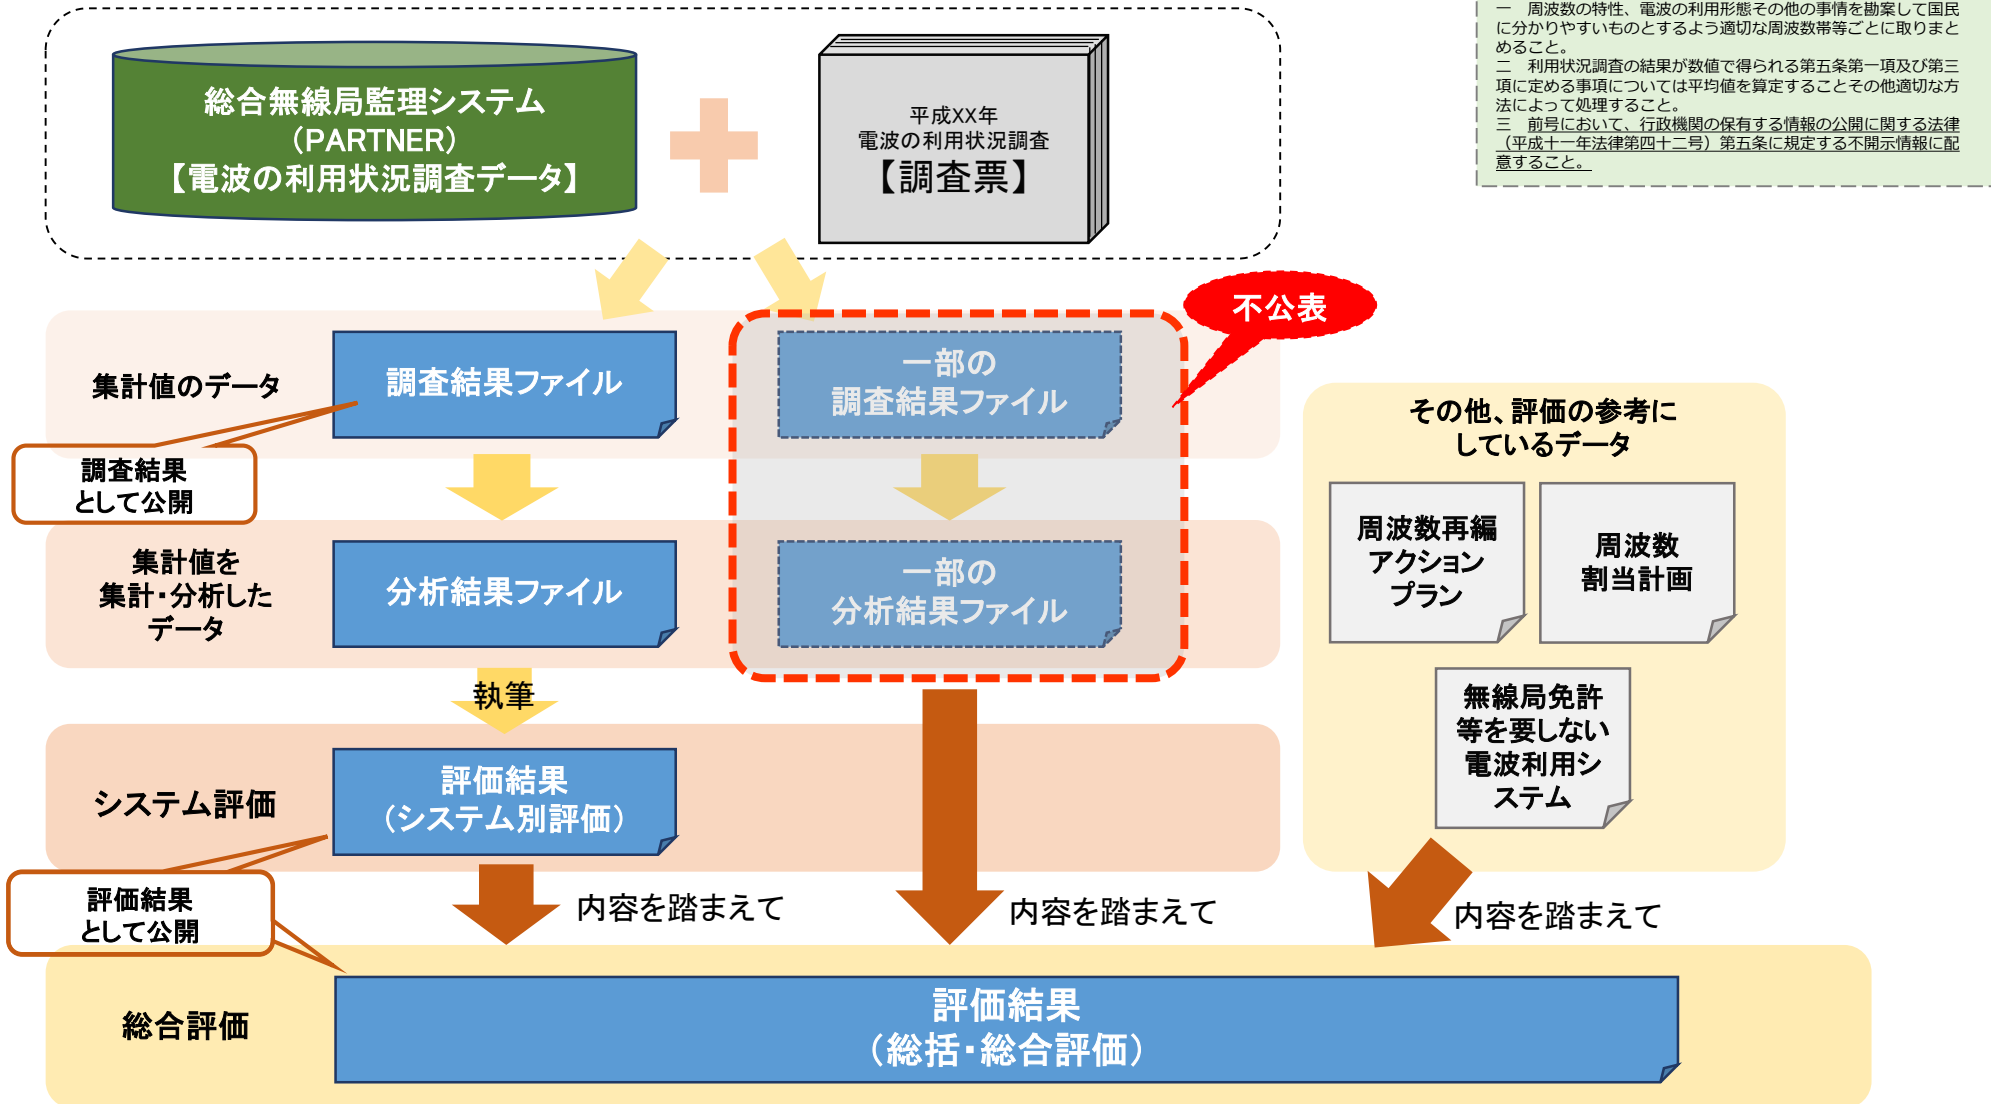 一　周波数の特性、電波の利用形態その他の事情を勘案して国民
に分かりやすいものとするよう適切な周波数帯等ごとに取りまと
めること。
二　利用状況調査の結果が数値で得られる第五条第一項及び第三
項に定める事項については平均値を算定することその他適切な方
法によって処理すること。
三　前号において、行政機関の保有する情報の公開に関する法律
（平成十一年法律第四十二号）第五条に規定する不開示情報に配
意すること。
総合無線局監理システム
（PARTNER）
【電波の利用状況調査データ】
平成XX年
電波の利用状況調査
【調査票】
不公表
集計値のデータ
調査結果ファイル
一部の
調査結果ファイル
調査結果
として公開
その他、評価の参考に
しているデータ
周波数再編
アクション
プラン
周波数
割当計画
無線局免許
等を要しない
電波利用シ
ステム
集計値を
集計・分析した
データ
分析結果ファイル
一部の
分析結果ファイル
執筆
システム評価
評価結果
（システム別評価）
評価結果
として公開
内容を踏まえて
内容を踏まえて
内容を踏まえて
総合評価
評価結果
（総括・総合評価）